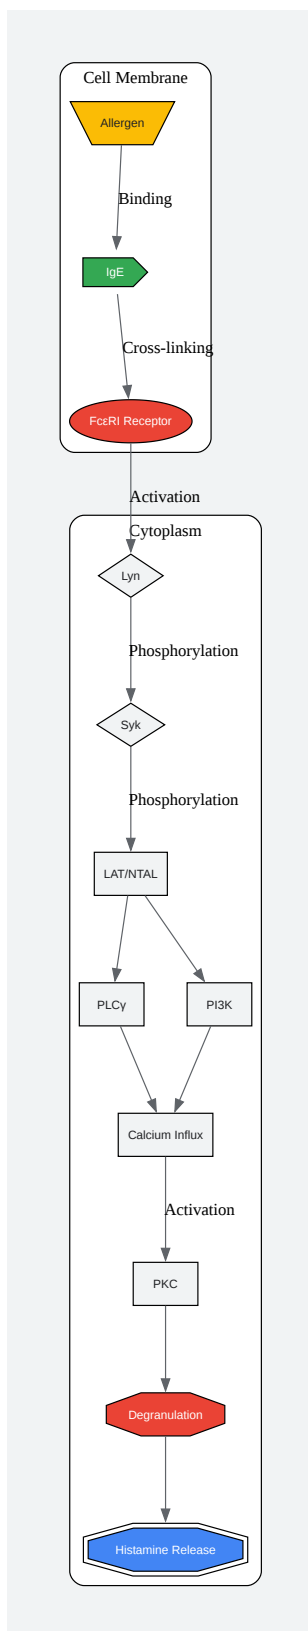 Cell Membrane
Allergen
Binding
IgE
Cross-linking
FcεRI Receptor
Activation
Cytoplasm
Lyn
Phosphorylation
Syk
Phosphorylation
LAT/NTAL
PLCγ
PI3K
Calcium Influx
Activation
PKC
Degranulation
Histamine Release